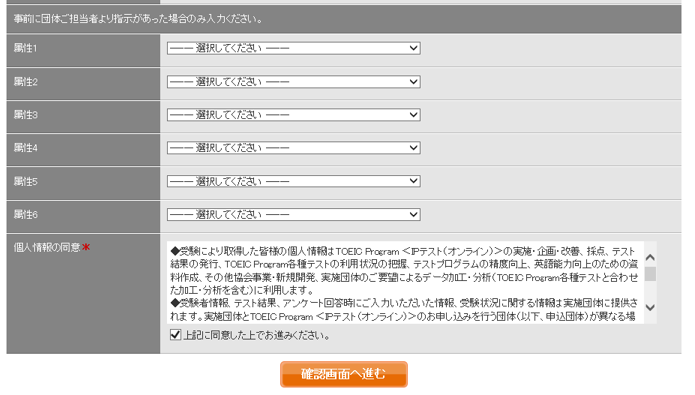 事前に団体ご担当者より指示があった場合のみ入力ください。
属性1
―― 選択してください ――
属性2
―― 選択してください ――
属性3
―― 選択してください ――
属性4
―― 選択してください ――
属性5
―― 選択してください ――
属性6
―― 選択してください ――
個人情報の同意*
◆受験により取得した皆様の個人情報はTOEIC Program <IPテスト(オンライン)>の実施・企画・改善、採点、テスト
結果の発行、TOEIC Program各種テストの利用状況の把握、テストプログラムの精度向上、英語能力向上のための資
料作成、その他協会事業・新規開発、実施団体のご要望によるデータ加工・分析(TOEIC Program各種テストと合わせ
た加工・分析を含む)に利用します。
◆受験者情報、テスト結果、アンケート回答時にご入力いただいた情報、受験状況に関する情報は実施団体に提供さ
れます。実施団体とTOEIC Program <IPテスト(オンライン)>のお申し込みを行う団体(以下、申込団体)が異なる場
上記に同意した上でお進みください。
確認画面へ進む